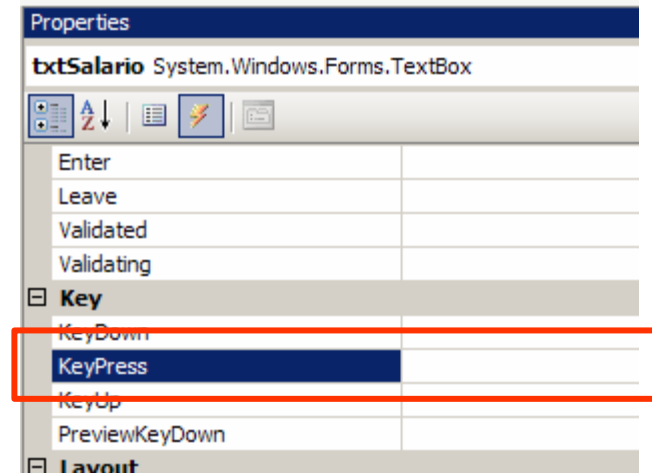 Properties
txtSalario System.Windows.Forms.TextBox
A
Z
Enter
Leave
Validated
Validating
Key
KeyDown
KeyPress
KeyUp
PreviewKeyDown
Layout